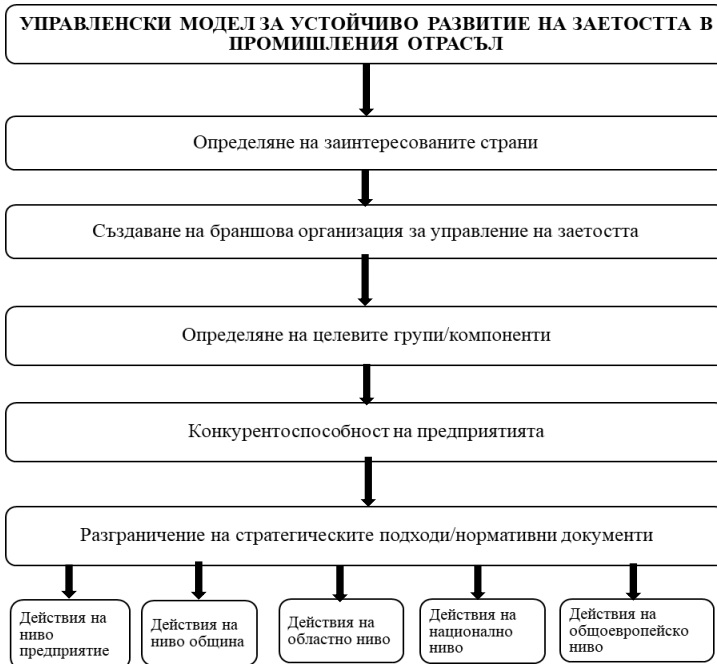 УПРАВЛЕНСКИ МОДЕЛ ЗА УСТОЙЧИВО РАЗВИТИЕ НА ЗАЕТОСТТА В
ПРОМИШЛЕНИЯ ОТРАСЪЛ
Определяне на заинтересованите страни
Създаване на браншова организация за управление на заетостта
Определяне на целевите групи/компоненти
Конкурентоспособност на предприятията
Разграничение на стратегическите подходи/нормативни документи
Действия на
ниво
предприятие
Действия на
ниво община
Действия на
областно ниво
Действия на
национално
ниво
Действия на
общоевропейско
ниво